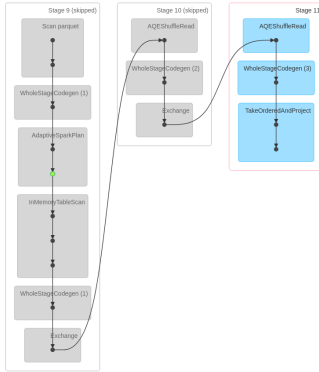 Stage 9 (skipped)
Scan parquet
WholeStageCodegen (1)
AdaptiveSparkPlan
InMemoryTableScan
WholeStageCodegen (1)
Exchange
Stage 10 (skipped)
AQEShuffleRead
WholeStageCodegen (2)
Exchange
Stage 11
AQEShuffleRead
WholeStageCodegen (3)
TakeOrderedAndProject